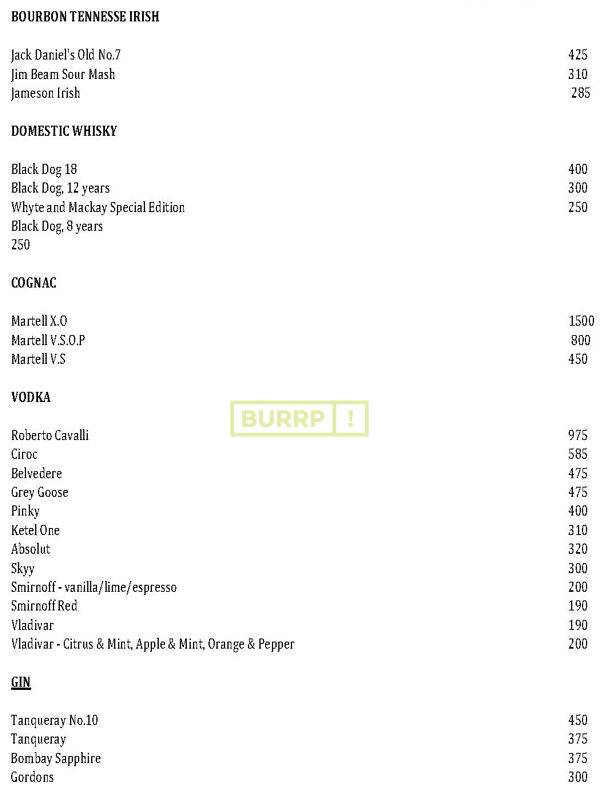 BOURBON TENNESSE IRISH
Jack Daniel's Old No.7 425
Jim Beam Sour Mash 310
Jameson Irish 285
DOMESTIC WHISKY
Black Dog 18 400
Black Dog, 12 years 300
Whyte and Mackay Special Edition 250
Black Dog, 8 years
250
COGNAC
Martell X.O 1500
Martell V.S.O.P 800
Martell V.S 450
VODKA
BURRP !
Roberto Cavalli 975
Ciroc 585
Belvedere 475
Grey Goose 475
Pinky 400
Ketel One 310
Absolut 320
Skyy 300
Smirnoff - vanilla/lime/espresso 200
Smirnoff Red 190
Vladivar 190
Vladivar - Citrus & Mint, Apple & Mint, Orange & Pepper 200
GIN
Tanqueray No.10 450
Tanqueray 375
Bombay Sapphire 375
Gordons 300